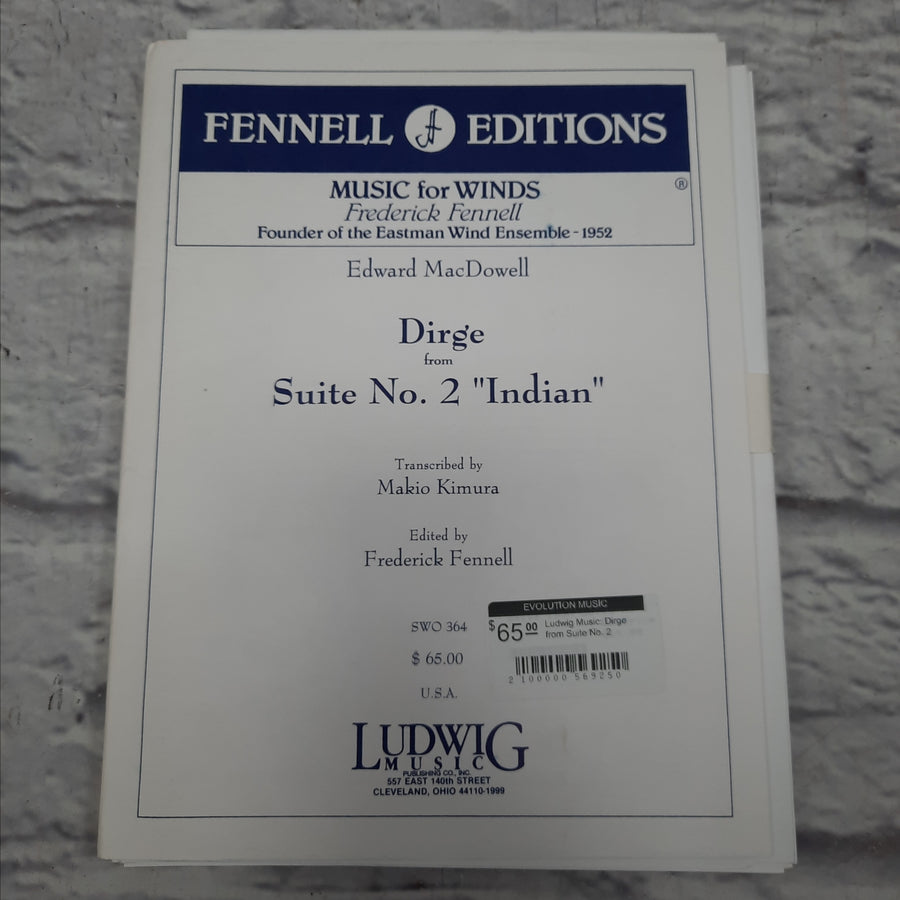 FENNELL EDITIONS
MUSIC for WINDS
®
Frederick Fennell
Founder of the Eastman Wind Ensemble - 1952
Edward MacDowell
Dirge
from
Suite No. 2 "Indian"
Transcribed by
Makio Kimura
Edited by
Frederick Fennell
SWO 364
$ 65.00
U.S.A.
EVOLUTION MUSIC
$65.00 Ludwig Music: Dirge
from Suite No. 2
2 100000 569250
LUDWIG
MUSIC
PUBLISHING CO., INC.
557 EAST 140th STREET
CLEVELAND, OHIO 44110-1999